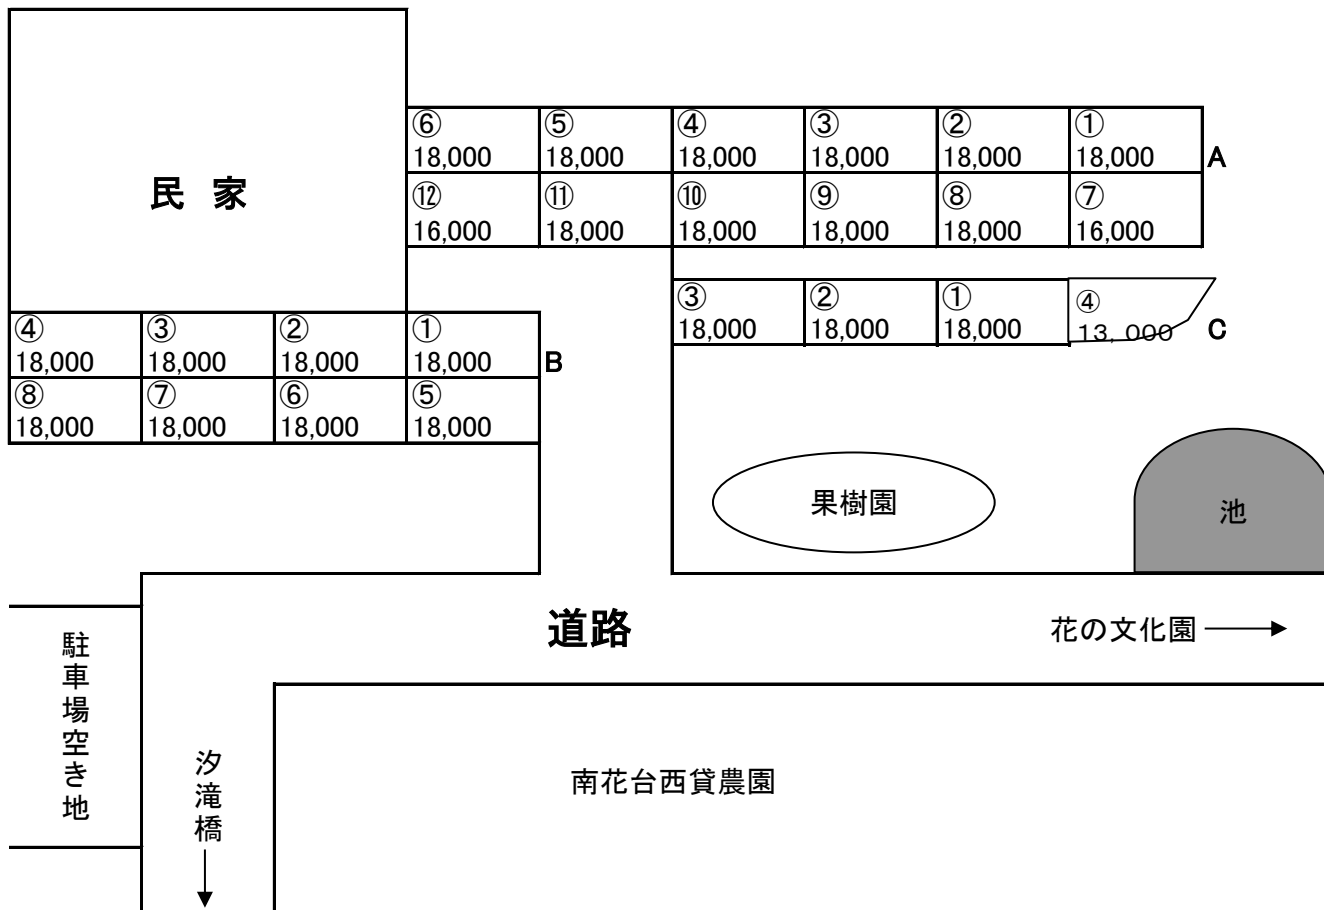 ⑥ ⑤ ④ ③ ② ①
18,000 18,000 18,000 18,000 18,000 18,000 A
民 家
⑫ ⑪ ⑩ ⑨ ⑧ ⑦
16,000 18,000 18,000 18,000 18,000 16,000
③ ② ① ④
18,000 18,000 18,000 13,000 C
④ ③ ② ①
18,000 18,000 18,000 18,000 B
⑧ ⑦ ⑥ ⑤
18,000 18,000 18,000 18,000
果樹園
池
道路
花の文化園
駐車場空き地
汐滝橋
南花台西貸農園